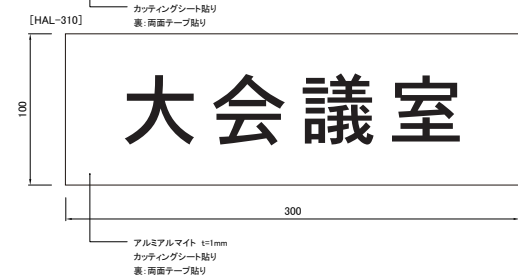 カッティングシート貼り
裏：両面テープ貼り
[HAL-310]
100
大会議室
300
アルミアルマイト t=1mm
カッティングシート貼り
裏：両面テープ貼り